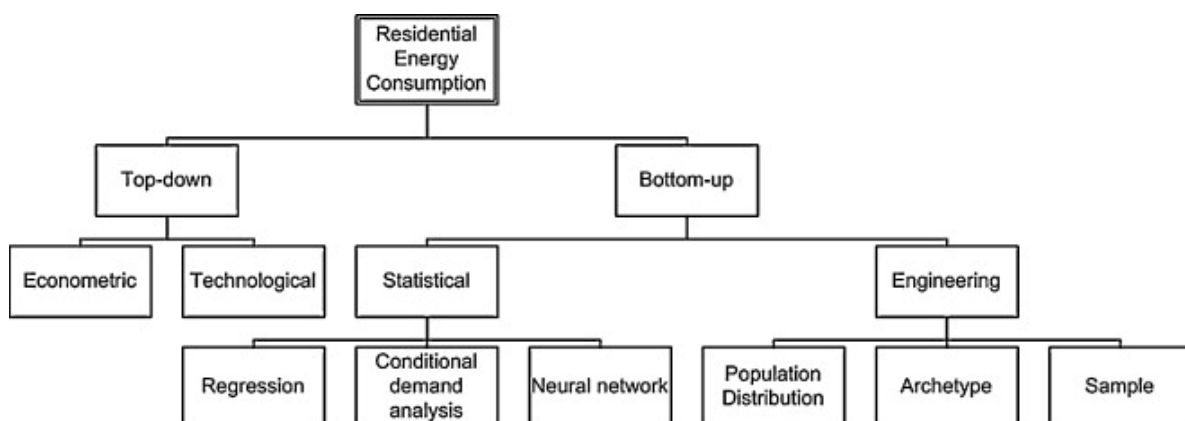 Residential
Energy
Consumption
Top-down
Bottom-up
Econometric
Technological
Statistical
Engineering
Regression
Conditional
demand
analysis
Neural network
Population
Distribution
Archetype
Sample